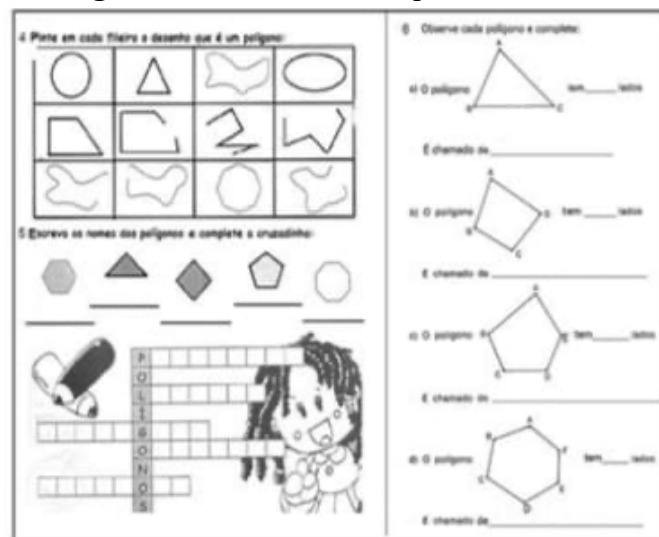 4 Pinte em cada fileira o desenho que é um polígono:
5 Escreva os nomes dos polígonos e complete a cruzadinha:
P
O
L
I
G
O
N
O
S
6 Observe cada polígono e complete:
A
a) O polígono tem lados
B C
É chamado de
A
b) O polígono tem lados
B D
C
É chamado de
A
c) O polígono tem lados
B E
C D
É chamado de
A
B F
d) O polígono tem lados
C E
D
É chamado de